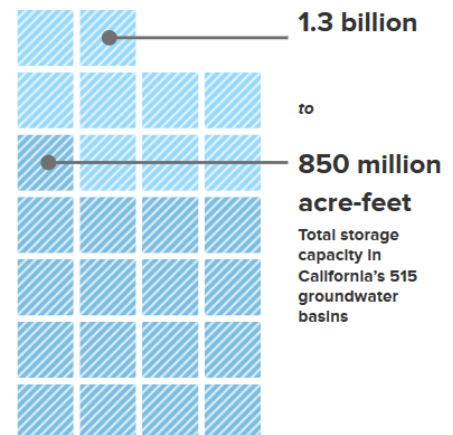 1.3 billion
to
850 million
acre-feet
Total storage
capacity in
California's 515
groundwater
basins